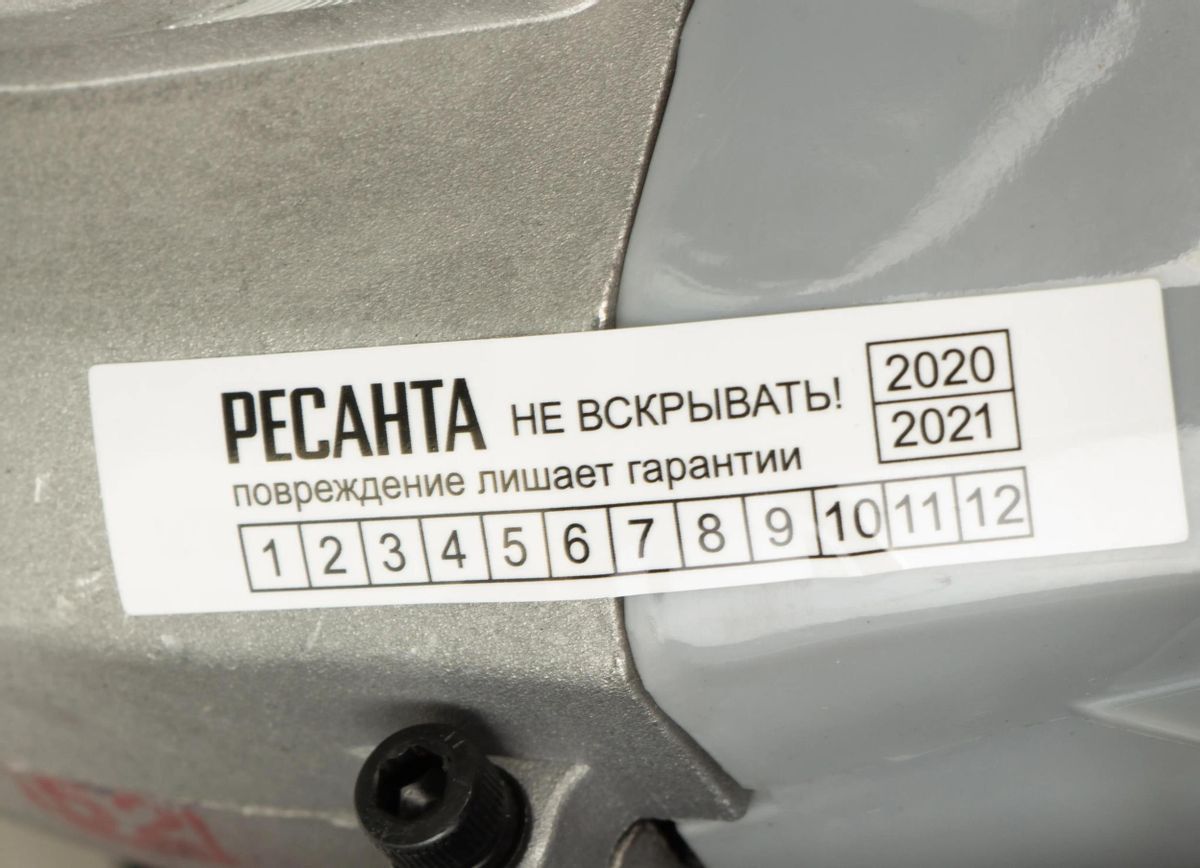 РЕСАНТА НЕ ВСКРЫВАТЬ!
повреждение лишает гарантии
2020
2021
1 2 3 4 5 6 7 8 9 10 11 12